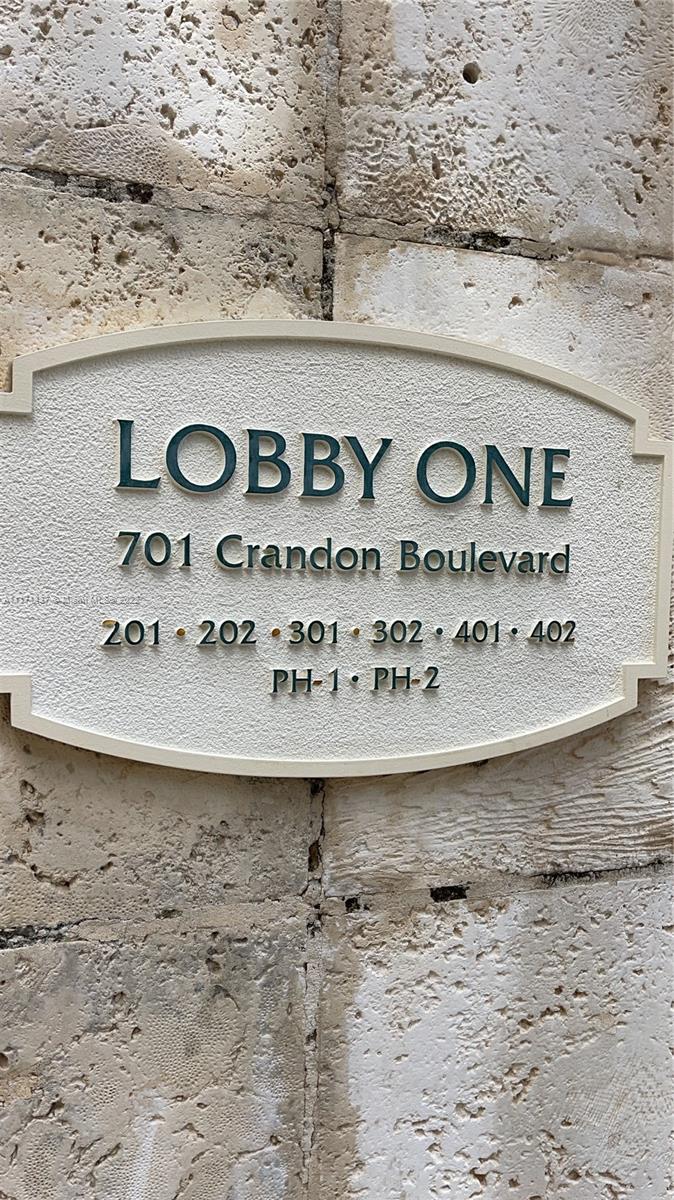 LOBBY ONE
701 Crandon Boulevard
201 • 202 • 301 • 302 • 401 • 402
PH-1 • PH-2